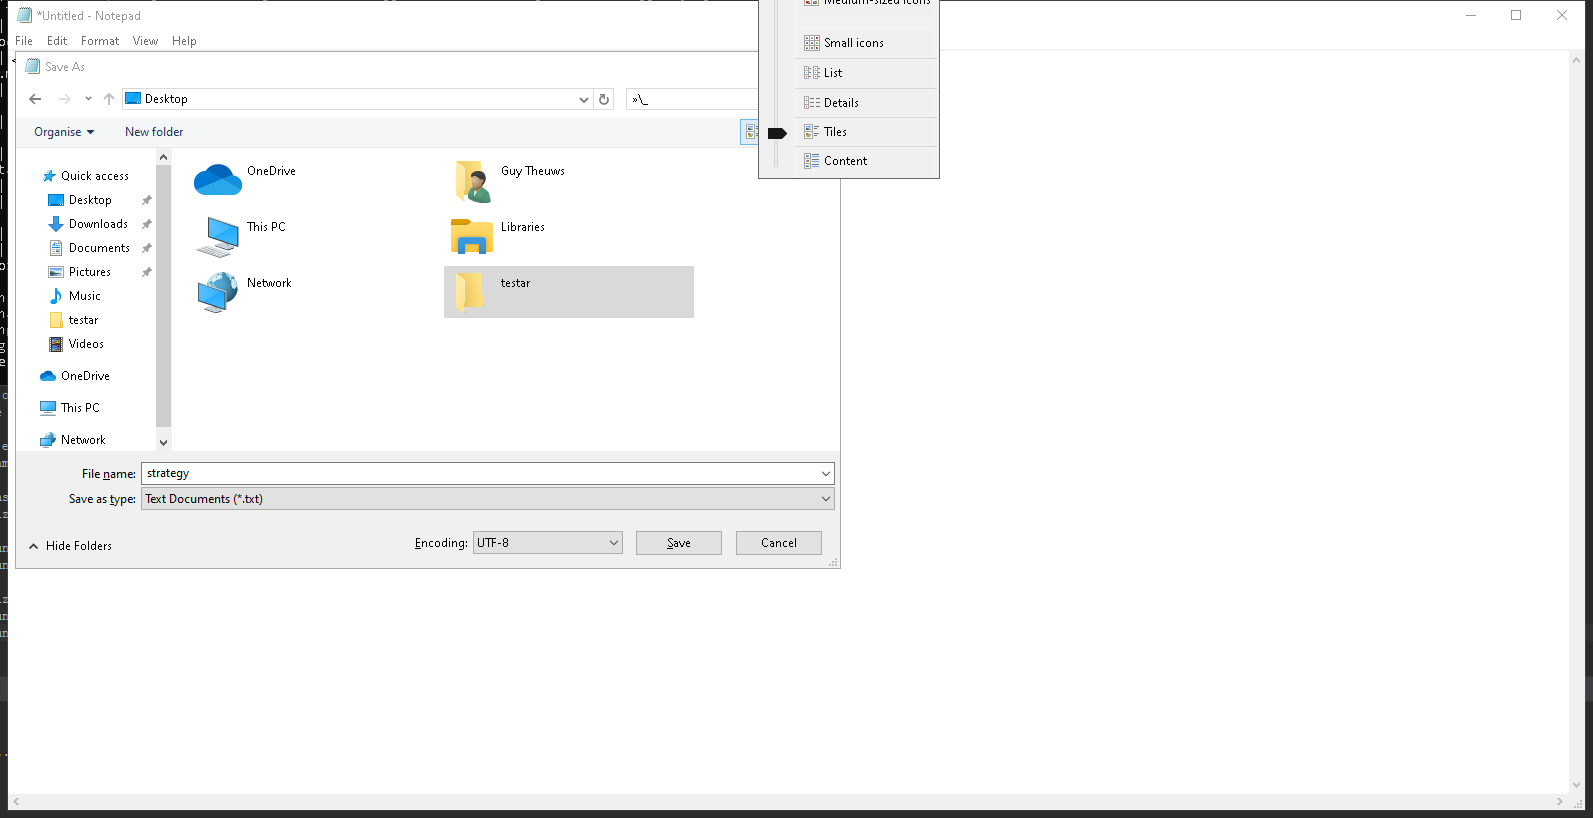 *Untitled - Notepad
File Edit Format View Help
Save As
Desktop
»\_
Organise
New folder
Medium-sized icons
Small icons
List
Details
Tiles
Content
Quick access
Desktop
Downloads
Documents
Pictures
Music
testar
Videos
OneDrive
This PC
Network
OneDrive
Guy Theuws
This PC
Libraries
Network
testar
File name: strategy
Save as type: Text Documents (*.txt)
Hide Folders
Encoding: UTF-8
Save
Cancel